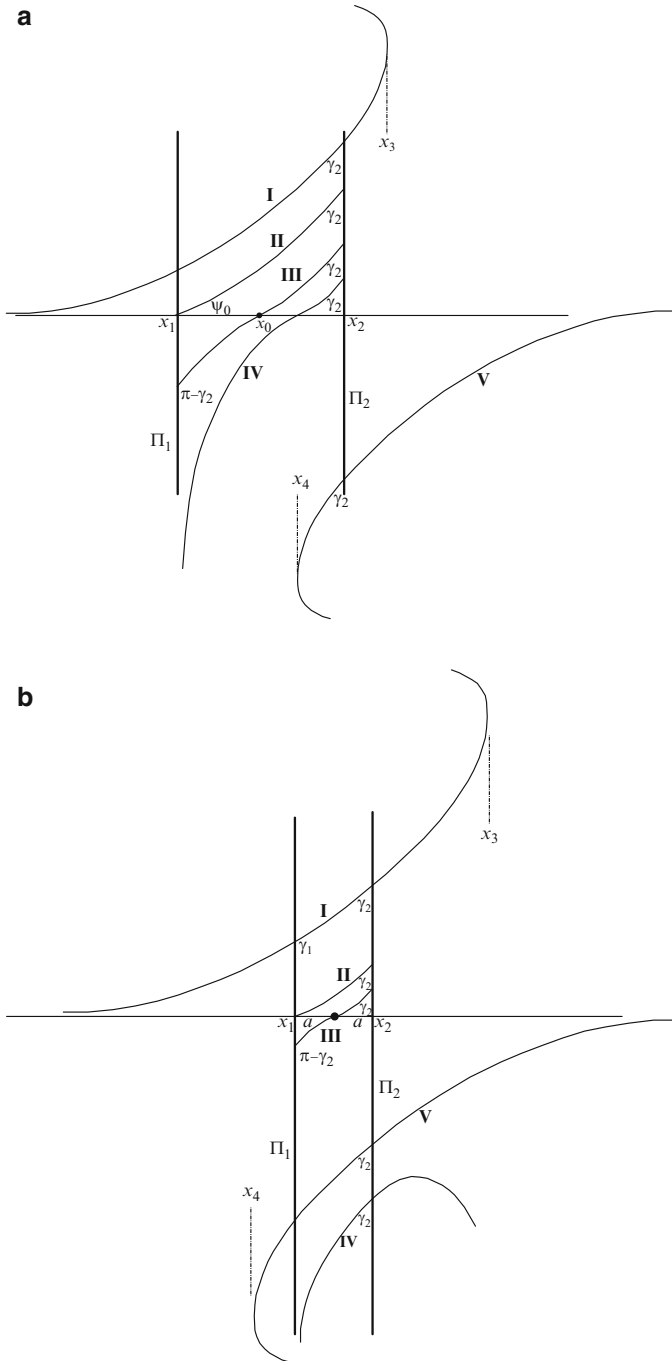 a
x₃
γ₂
I
γ₂
II
III
γ₂
ψ₀
γ₂
x₁
x₀
x₂
IV
V
π–γ₂
Π₂
Π₁
x₄
γ₂
b
x₃
I
γ₂
γ₁
II
γ₂
γ₂
x₁ a a x₂
III
π–γ₂
Π₂
V
Π₁
γ₂
x₄
γ₂
IV